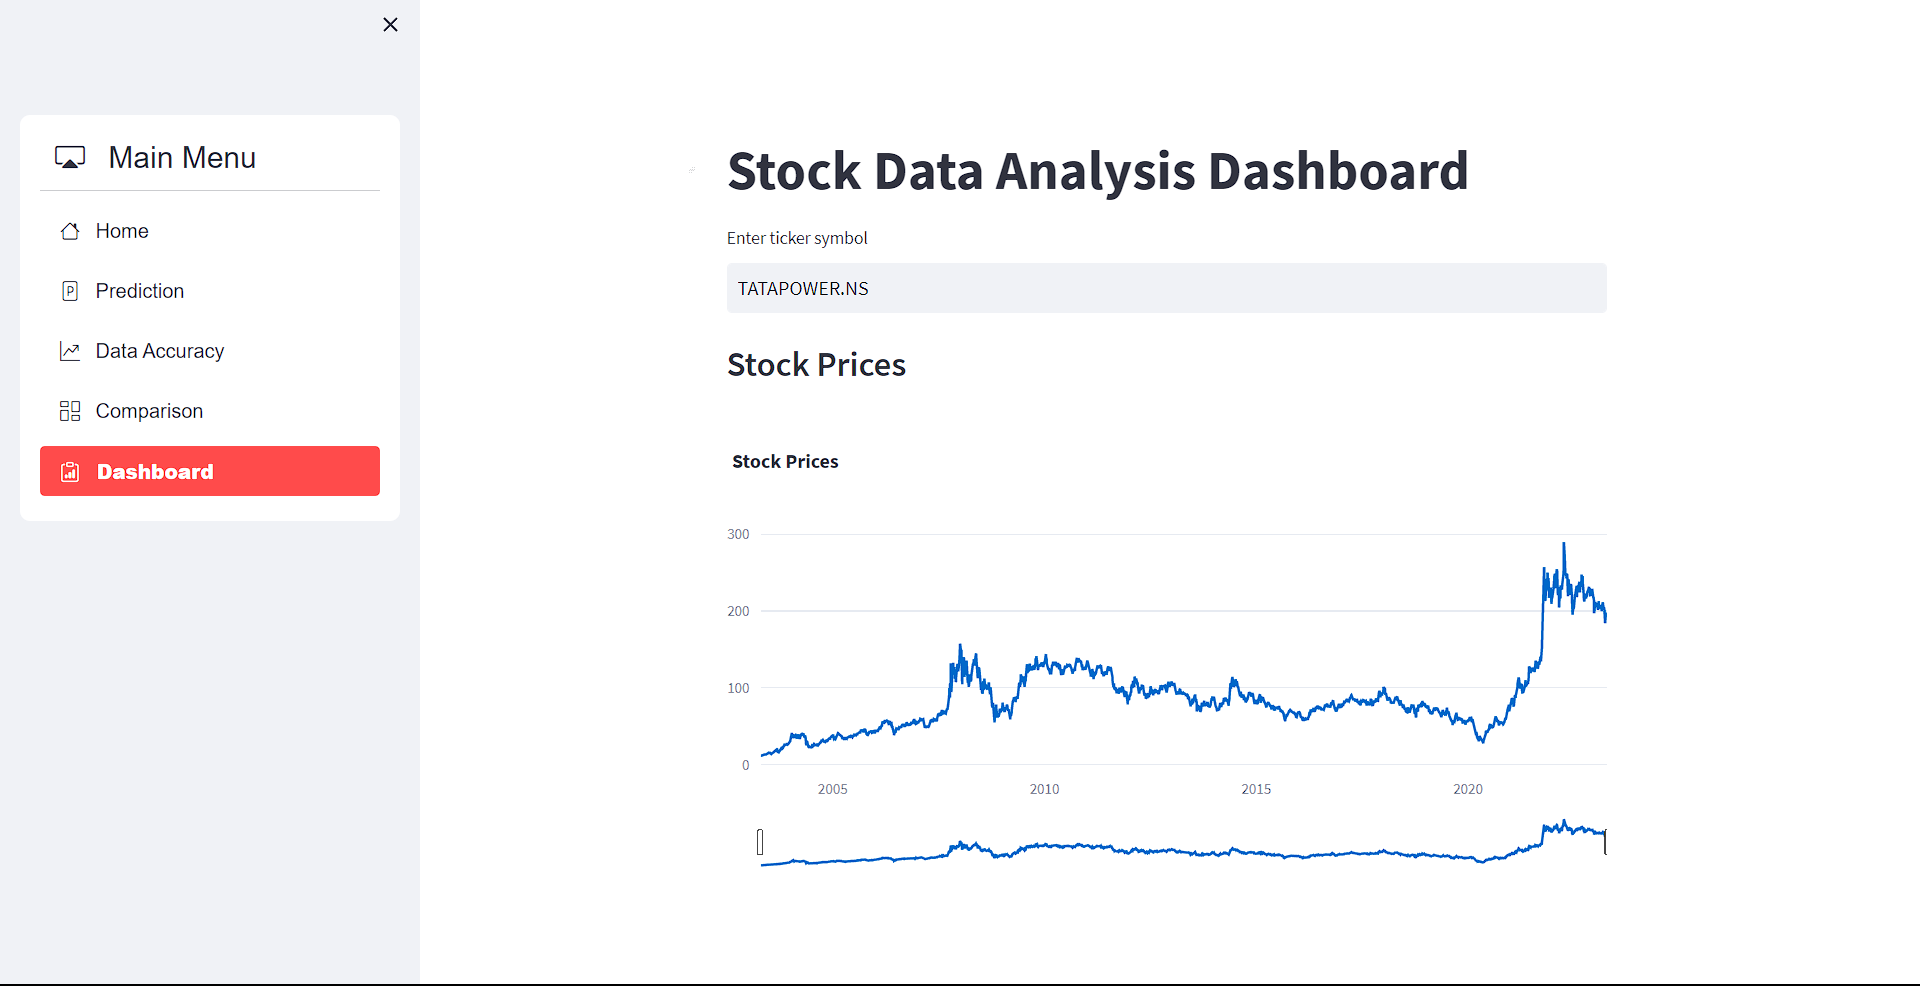 Main Menu
Home
Prediction
Data Accuracy
Comparison
Dashboard
Stock Data Analysis Dashboard
Enter ticker symbol
TATAPOWER.NS
Stock Prices
Stock Prices
300
200
100
0
2005 2010 2015 2020